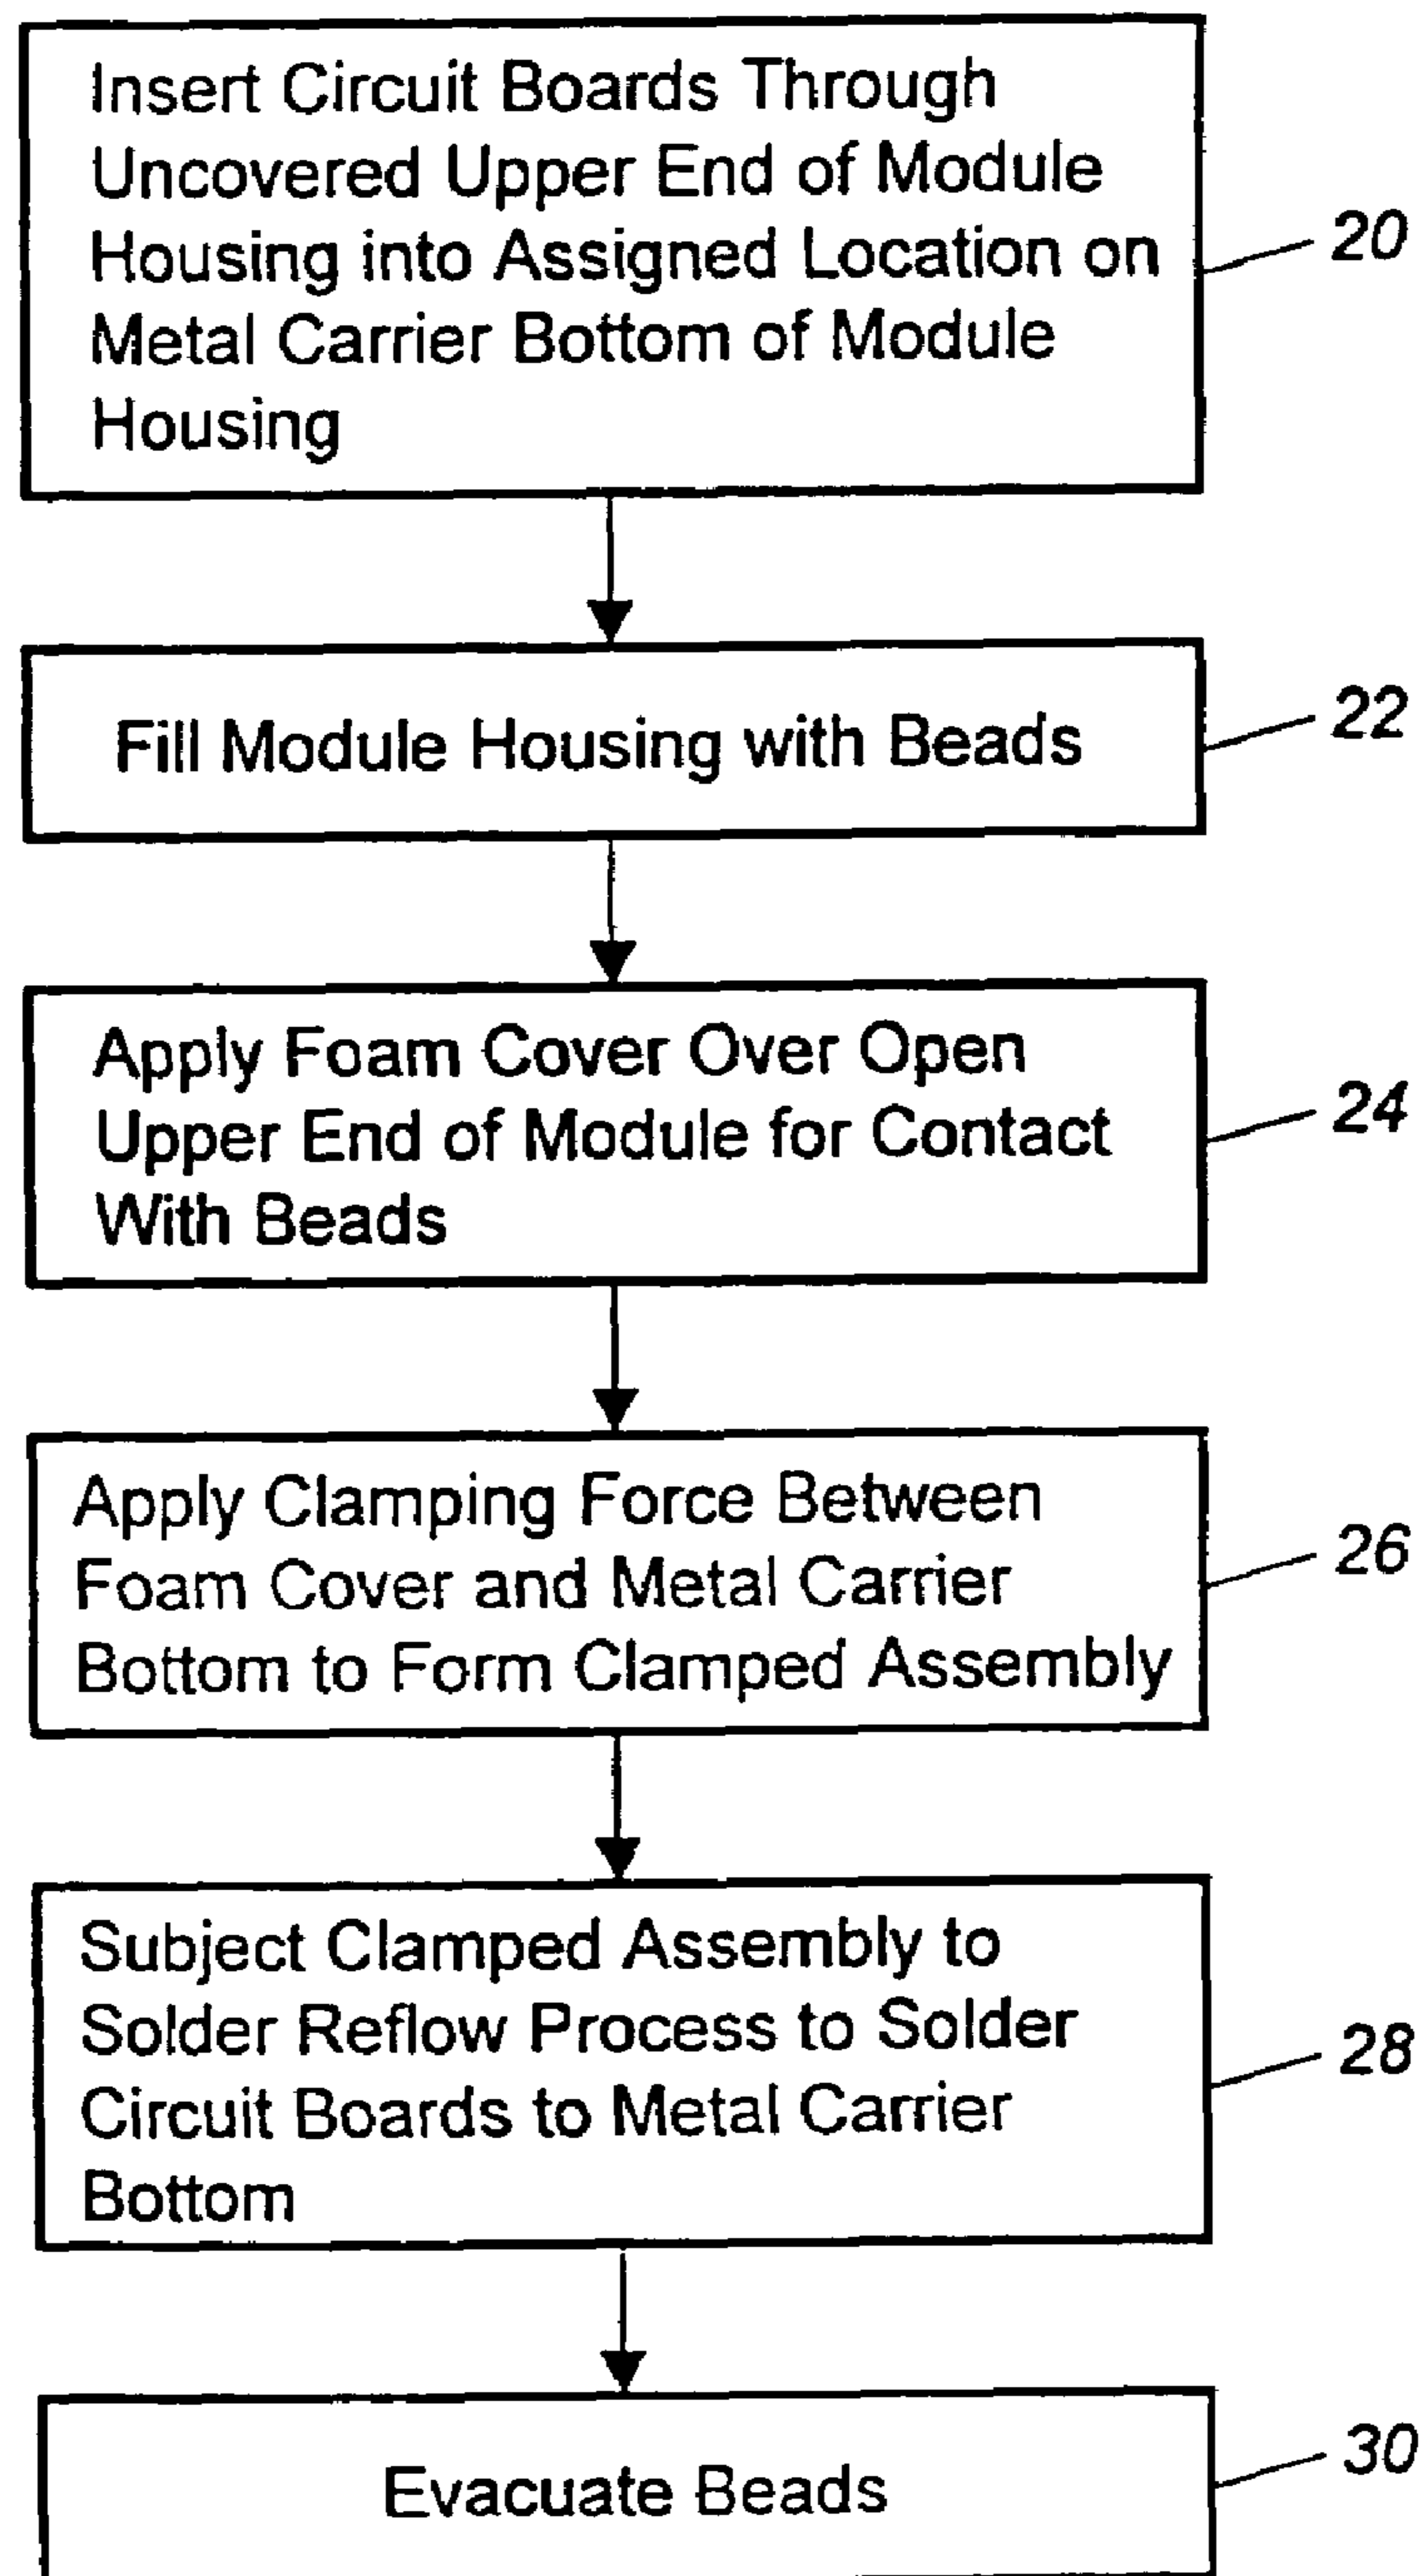 Insert Circuit Boards Through
Uncovered Upper End of Module
Housing into Assigned Location on
Metal Carrier Bottom of Module
Housing
20
Fill Module Housing with Beads
22
Apply Foam Cover Over Open
Upper End of Module for Contact
With Beads
24
Apply Clamping Force Between
Foam Cover and Metal Carrier
Bottom to Form Clamped Assembly
26
Subject Clamped Assembly to
Solder Reflow Process to Solder
Circuit Boards to Metal Carrier
Bottom
28
Evacuate Beads
30